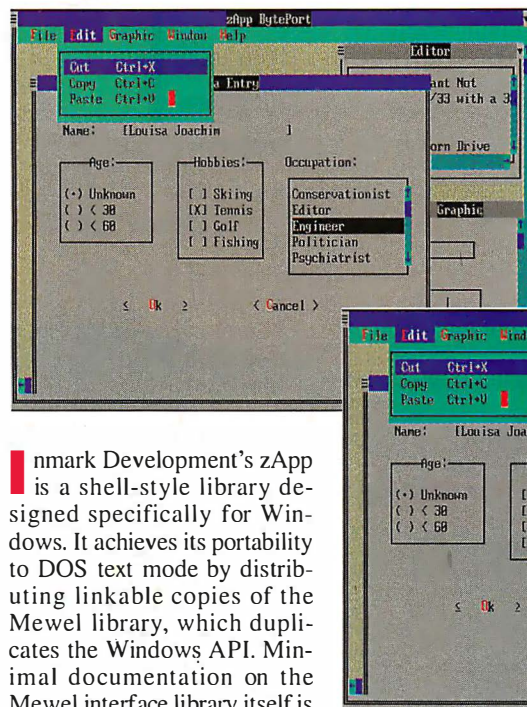 zApp BytePort
File Edit Graphic Window Help
Cut Ctrl+X
Copy Ctrl+C
Paste Ctrl+V
a Entry
Editor
ant Not
/33 with a 3
orn Drive
Graphic
Name: [Louisa Joachim ]
Age: Hobbies: Occupation:
(•) Unknown [ ] Skiing Conservationist
( ) < 30 [X] Tennis Editor
( ) < 60 [ ] Golf Engineer
[ ] Fishing Politician
Psychiatrist
≤ Ok ≥ < Cancel >
File Edit Graphic Wind
Cut Ctrl+X
Copy Ctrl+C
Paste Ctrl+V
Name: [Louisa Joa
Age:
(•) Unknown [
( ) < 30 [
( ) < 60 [
[
≤ Ok ≥
Inmark Development's zApp
is a shell-style library de-
signed specifically for Win-
dows. It achieves its portability
to DOS text mode by distrib-
uting linkable copies of the
Mewel library, which dupli-
cates the Windows API. Min-
imal documentation on the
Mewel interface library itself is